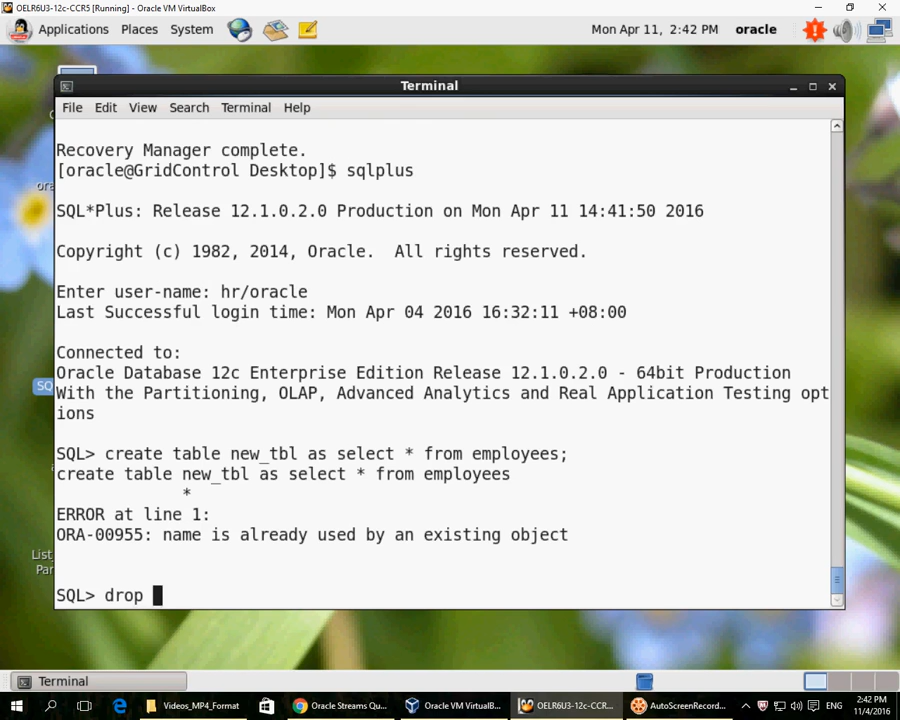 OELR6U3-12c-CCR5 [Running] - Oracle VM VirtualBox
Applications Places System
Mon Apr 11, 2:42 PM oracle
Terminal
File Edit View Search Terminal Help
Recovery Manager complete.
[oracle@GridControl Desktop]$ sqlplus
SQL*Plus: Release 12.1.0.2.0 Production on Mon Apr 11 14:41:50 2016
Copyright (c) 1982, 2014, Oracle.  All rights reserved.
Enter user-name: hr/oracle
Last Successful login time: Mon Apr 04 2016 16:32:11 +08:00
Connected to:
Oracle Database 12c Enterprise Edition Release 12.1.0.2.0 - 64bit Production
With the Partitioning, OLAP, Advanced Analytics and Real Application Testing opt
ions
SQL> create table new_tbl as select * from employees;
create table new_tbl as select * from employees
*
ERROR at line 1:
ORA-00955: name is already used by an existing object
SQL> drop
SQ
List
Par
Terminal
Videos_MP4_Format
Oracle Streams Qu...
Oracle VM VirtualB...
OELR6U3-12c-CCR...
AutoScreenRecord...
ENG
2:42 PM
11/4/2016